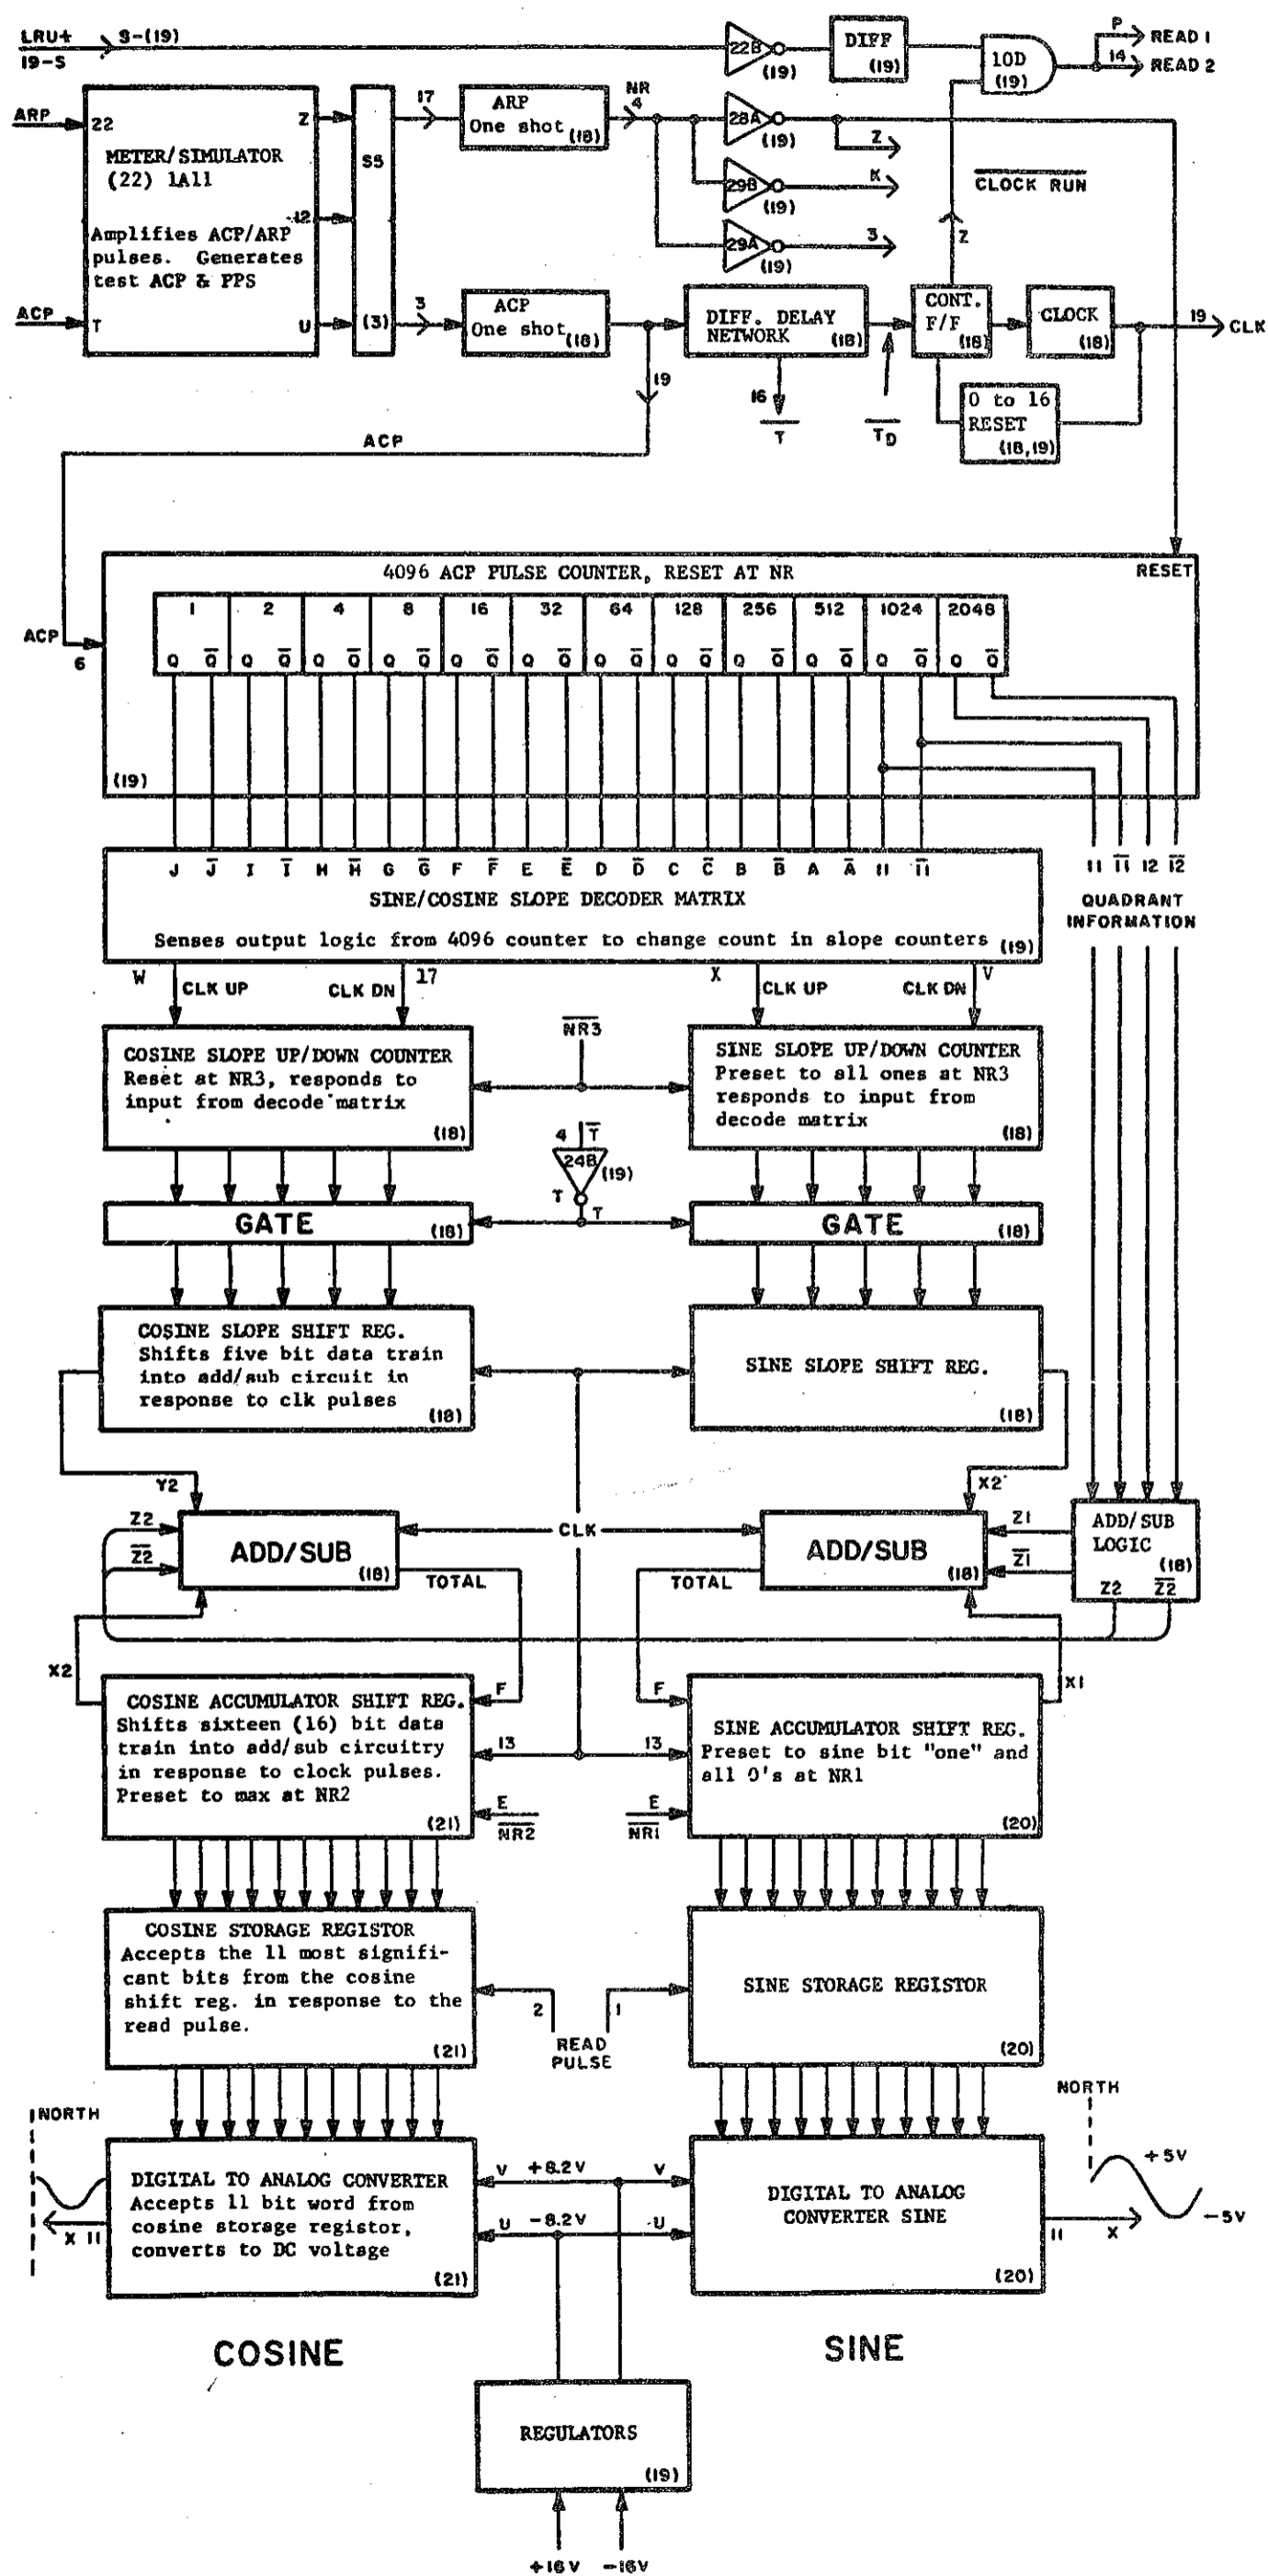 LRU+
19-S
S-(19)
22B
(19)
DIFF
(19)
10D
(19)
P
READ 1
14
READ 2
ARP
22
Z
METER/SIMULATOR
(22) 1A11
12
Amplifies ACP/ARP
pulses. Generates
test ACP & PPS
ACP
T
U
S5
(3)
17
ARP
One shot
(18)
NR
4
28A
(19)
Z
29B
(19)
K
29A
(19)
3
CLOCK RUN
Z
3
ACP
One shot
(18)
DIFF. DELAY
NETWORK
(18)
CONT.
F/F
(18)
CLOCK
(18)
19
CLK
19
16
T̅
T̅D̅
0 to 16
RESET
(18,19)
ACP
4096 ACP PULSE COUNTER, RESET AT NR
RESET
1 2 4 8 16 32 64 128 256 512 1024 2048
Q Q̅ Q Q̅ Q Q̅ Q Q̅ Q Q̅ Q Q̅ Q Q̅ Q Q̅ Q Q̅ Q Q̅ Q Q̅ Q Q̅
ACP
6
(19)
J J̅ I I̅ H H̅ G G̅ F F̅ E E̅ D D̅ C C̅ B B̅ A A̅ 11 1̅1̅
11 1̅1̅ 12 1̅2̅
QUADRANT
INFORMATION
SINE/COSINE SLOPE DECODER MATRIX
Senses output logic from 4096 counter to change count in slope counters (19)
W
CLK UP
CLK DN
17
X
CLK UP
CLK DN
V
COSINE SLOPE UP/DOWN COUNTER
Reset at NR3, responds to
input from decode matrix
(18)
N̅R̅3̅
SINE SLOPE UP/DOWN COUNTER
Preset to all ones at NR3
responds to input from
decode matrix
(18)
4 T̅
24B
(19)
T
T
GATE
(18)
GATE
(18)
COSINE SLOPE SHIFT REG.
Shifts five bit data train
into add/sub circuit in
response to clk pulses
(18)
SINE SLOPE SHIFT REG.
(18)
Y2
X2
Z2
Z̅2̅
ADD/SUB
(18)
CLK
ADD/SUB
(18)
Z1
Z̅1̅
ADD/SUB
LOGIC
(18)
Z2 Z̅2̅
TOTAL
TOTAL
X2
X1
COSINE ACCUMULATOR SHIFT REG.
Shifts sixteen (16) bit data
train into add/sub circuitry
in response to clock pulses.
Preset to max at NR2
(21)
F
13
E
N̅R̅2̅
F
13
E
N̅R̅1̅
SINE ACCUMULATOR SHIFT REG.
Preset to sine bit "one" and
all 0's at NR1
(20)
COSINE STORAGE REGISTOR
Accepts the 11 most signifi-
cant bits from the cosine
shift reg. in response to the
read pulse.
(21)
2
1
READ
PULSE
SINE STORAGE REGISTOR
(20)
NORTH
NORTH
DIGITAL TO ANALOG CONVERTER
Accepts 11 bit word from
cosine storage registor,
converts to DC voltage
(21)
X 11
V +8.2V V
U -8.2V U
DIGITAL TO ANALOG
CONVERTER SINE
(20)
11 X
+5V
-5V
COSINE
SINE
REGULATORS
(19)
+16V -16V